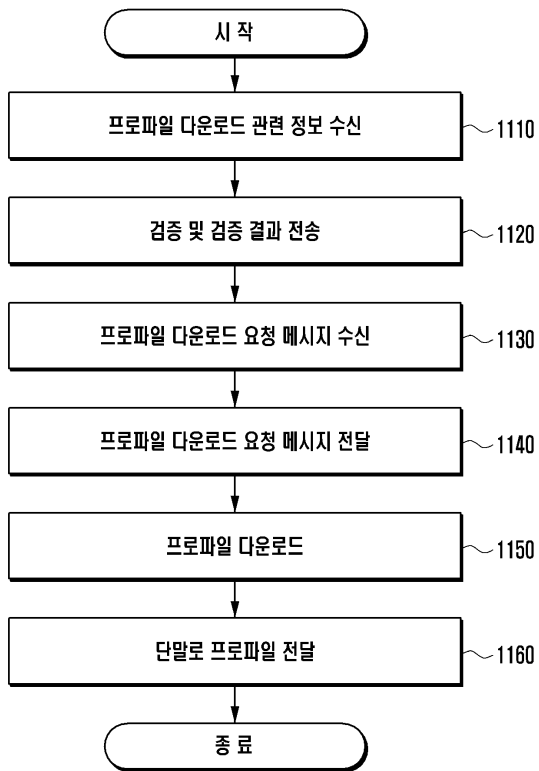 시 작
프로파일 다운로드 관련 정보 수신
1110
검증 및 검증 결과 전송
1120
프로파일 다운로드 요청 메시지 수신
1130
프로파일 다운로드 요청 메시지 전달
1140
프로파일 다운로드
1150
단말로 프로파일 전달
1160
종 료